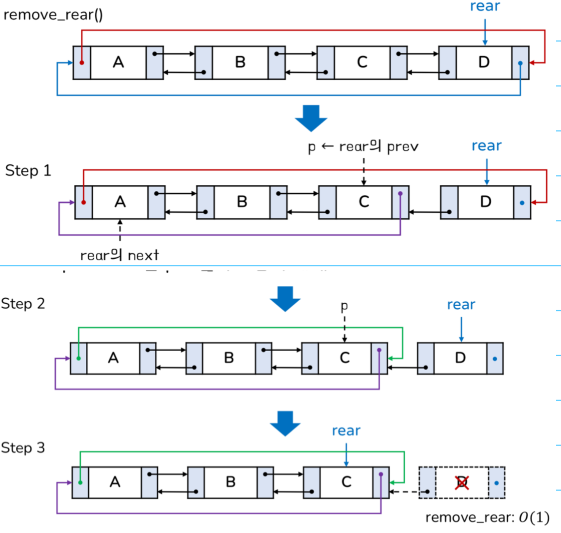 remove_rear()
rear
A B C D
p ← rear의 prev
rear
Step 1
A B C D
rear의 next
Step 2
p
rear
A B C D
Step 3
rear
A B C D
remove_rear: O(1)